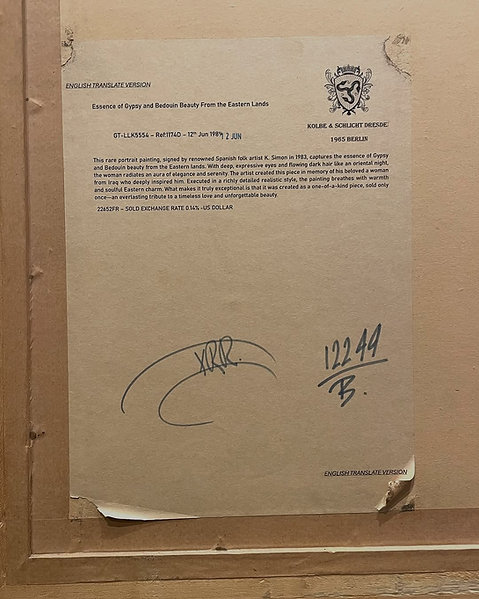 ENGLISH TRANSLATE VERSION
Essence of Gypsy and Bedouin Beauty From the Eastern Lands
KOLBE & SCHLICHT DRESDE
1965 BERLIN
GT-LLK5554 - Ref:1174D - 12th Jun 1985 2 JUN
This rare portrait painting, signed by renowned Spanish folk artist K. Simon in 1983, captures the essence of Gypsy
and Bedouin beauty from the eastern lands. With deep, expressive eyes and flowing dark hair like an oriental night,
the woman radiates an aura of elegance and serenity. The artist created this piece in memory of his beloved a woman
from Iraq who deeply inspired him. Executed in a richly detailed realistic style, the painting breathes with warmth
and soulful Eastern charm. What makes it truly exceptional is that it was created as a one-of-a-kind piece, sold only
once—an everlasting tribute to a timeless love and unforgettable beauty.
22652FR - SOLD EXCHANGE RATE 0.14% -US DOLLAR
12244
B.
ENGLISH TRANSLATE VERSION